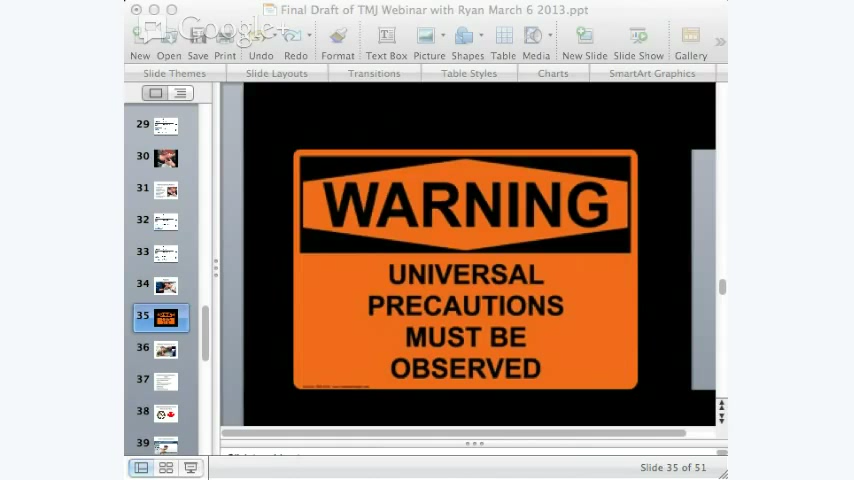 Final Draft of TMJ Webinar with Ryan March 6 2013.ppt
Google+
New Open Save Print Undo Redo Format Text Box Picture Shapes Table Media New Slide Slide Show Gallery
Slide Themes Slide Layouts Transitions Table Styles Charts SmartArt Graphics
29
30
31
32
33
34
35
36
37
38
39
WARNING
UNIVERSAL
PRECAUTIONS
MUST BE
OBSERVED
Slide 35 of 51